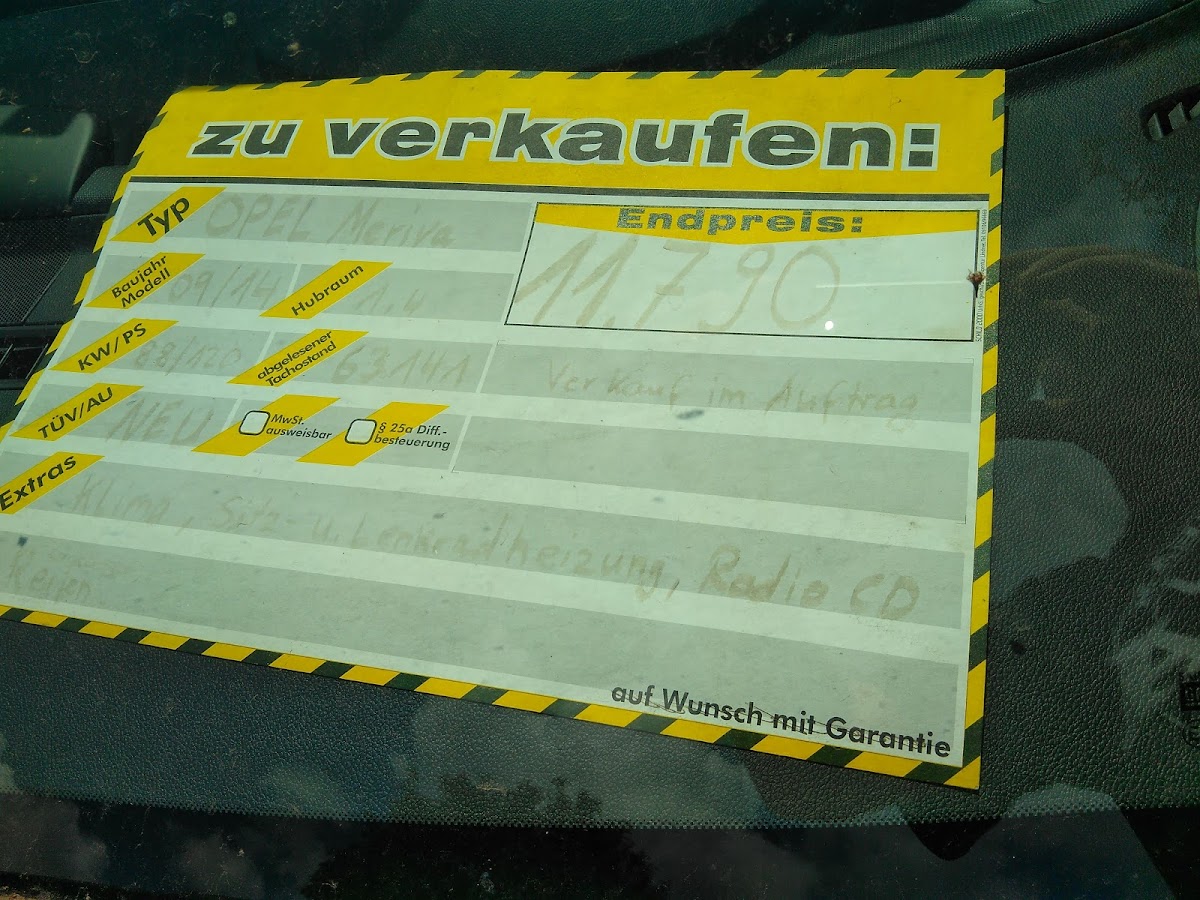 zu verkaufen:
Typ OPEL Meriva
Endpreis:
11.790
Baujahr Modell 09/14 Hubraum 1.4
KW/PS 88/120 abgelesener Tachostand 63141
Verkauf im Auftrag
TÜV/AU NEU MwSt. ausweisbar § 25a Diff.-besteuerung
Extras Klima, Sitz- u. Lenkradheizung, Radio CD
auf Wunsch mit Garantie